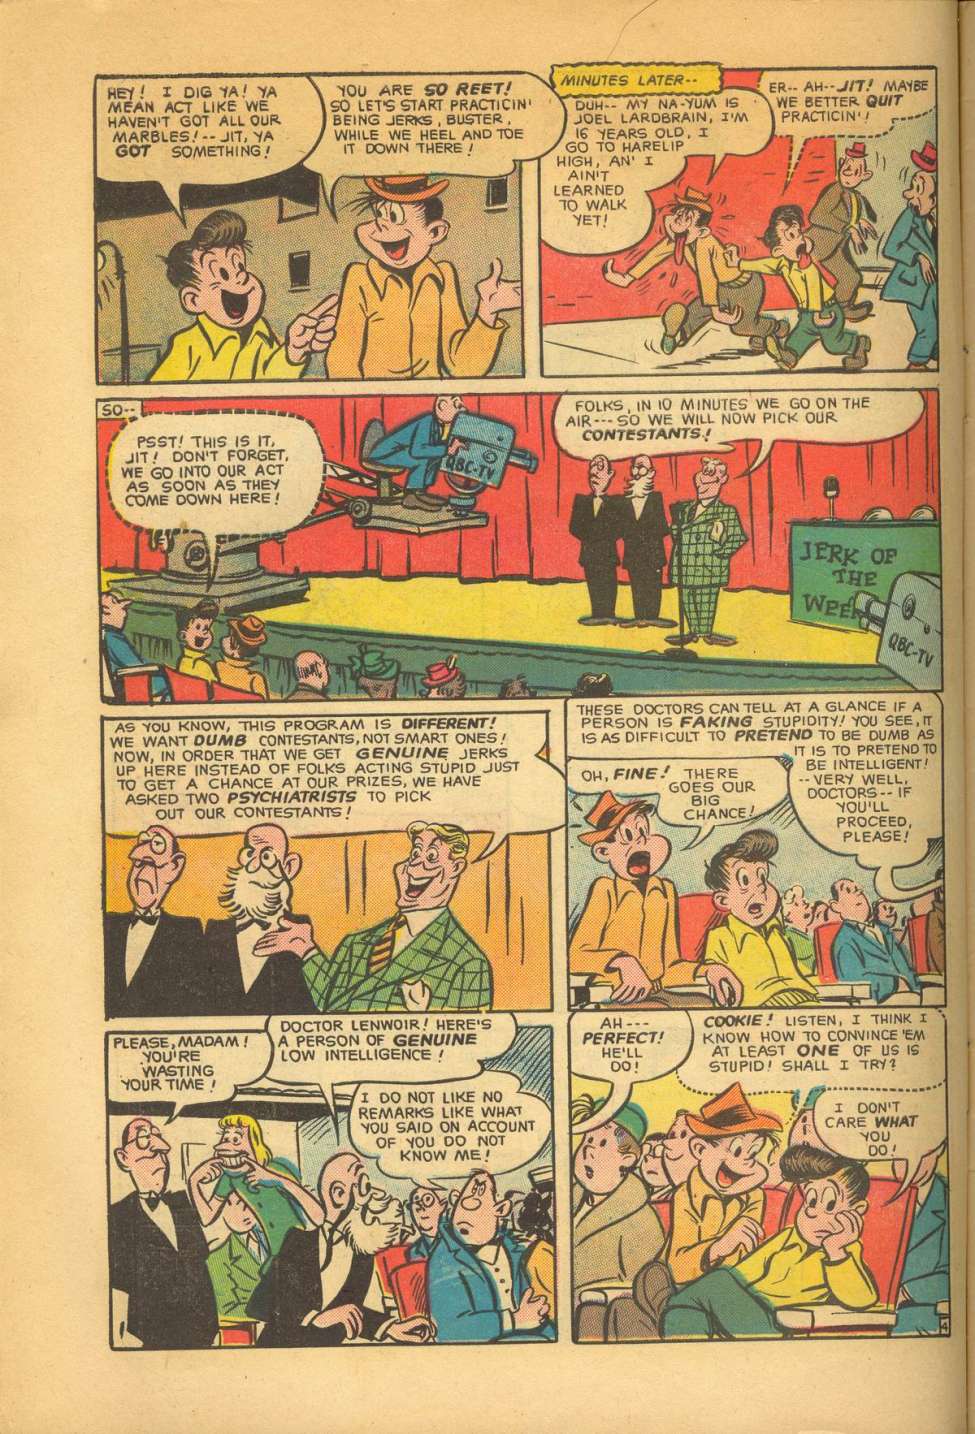 HEY! I DIG YA! YA
MEAN ACT LIKE WE
HAVEN'T GOT ALL OUR
MARBLES!-- JIT, YA
GOT SOMETHING!
YOU ARE SO REET!
SO LET'S START PRACTICIN'
BEING JERKS, BUSTER,
WHILE WE HEEL AND TOE
IT DOWN THERE!
MINUTES LATER--
DUH-- MY NA-YUM IS
JOEL LARDBRAIN, I'M
16 YEARS OLD, I
GO TO HARELIP
HIGH, AN' I
AIN'T
LEARNED
TO WALK
YET!
ER-- AH-- JIT! MAYBE
WE BETTER QUIT
PRACTICIN'!
SO--
PSST! THIS IS IT,
JIT! DON'T FORGET,
WE GO INTO OUR ACT
AS SOON AS THEY
COME DOWN HERE!
QBC-TV
FOLKS, IN 10 MINUTES WE GO ON THE
AIR---SO WE WILL NOW PICK OUR
CONTESTANTS!
JERK OF
THE
WEEK
QBC-TV
AS YOU KNOW, THIS PROGRAM IS DIFFERENT!
WE WANT DUMB CONTESTANTS, NOT SMART ONES!
NOW, IN ORDER THAT WE GET GENUINE JERKS
UP HERE INSTEAD OF FOLKS ACTING STUPID JUST
TO GET A CHANCE AT OUR PRIZES, WE HAVE
ASKED TWO PSYCHIATRISTS TO PICK
OUT OUR CONTESTANTS!
THESE DOCTORS CAN TELL AT A GLANCE IF A
PERSON IS FAKING STUPIDITY! YOU SEE, IT
IS AS DIFFICULT TO PRETEND TO BE DUMB AS
IT IS TO PRETEND TO
BE INTELLIGENT!
--VERY WELL,
DOCTORS-- IF
YOU'LL
PROCEED,
PLEASE!
OH, FINE! THERE
GOES OUR
BIG
CHANCE!
PLEASE, MADAM!
YOU'RE
WASTING
YOUR TIME!
DOCTOR LENWOIR! HERE'S
A PERSON OF GENUINE
LOW INTELLIGENCE!
I DO NOT LIKE NO
REMARKS LIKE WHAT
YOU SAID ON ACCOUNT
OF YOU DO NOT
KNOW ME!
AH---
PERFECT!
HE'LL
DO!
COOKIE! LISTEN, I THINK I
KNOW HOW TO CONVINCE 'EM
AT LEAST ONE OF US IS
STUPID! SHALL I TRY?
I DON'T
CARE WHAT
YOU
DO!
4